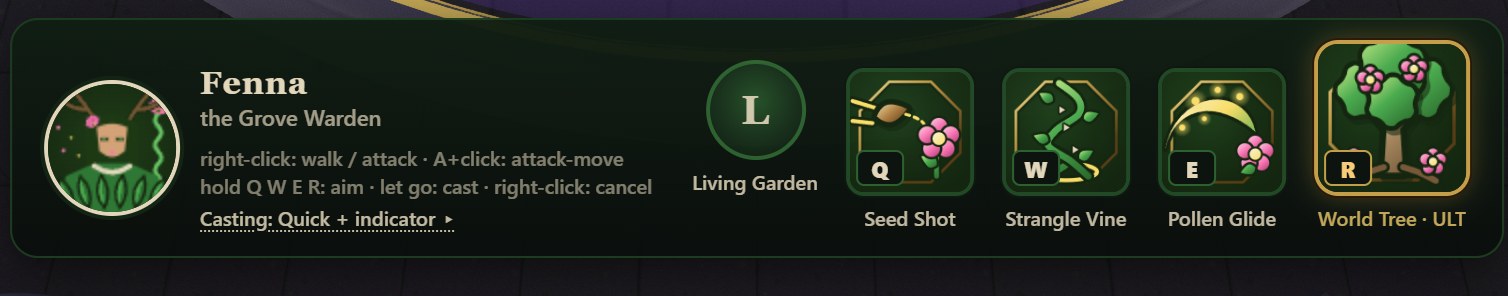 Fenna
the Grove Warden
right-click: walk / attack · A+click: attack-move
hold Q W E R: aim · let go: cast · right-click: cancel
Casting: Quick + indicator ▸
L
Living Garden
Q
Seed Shot
W
Strangle Vine
E
Pollen Glide
R
World Tree · ULT